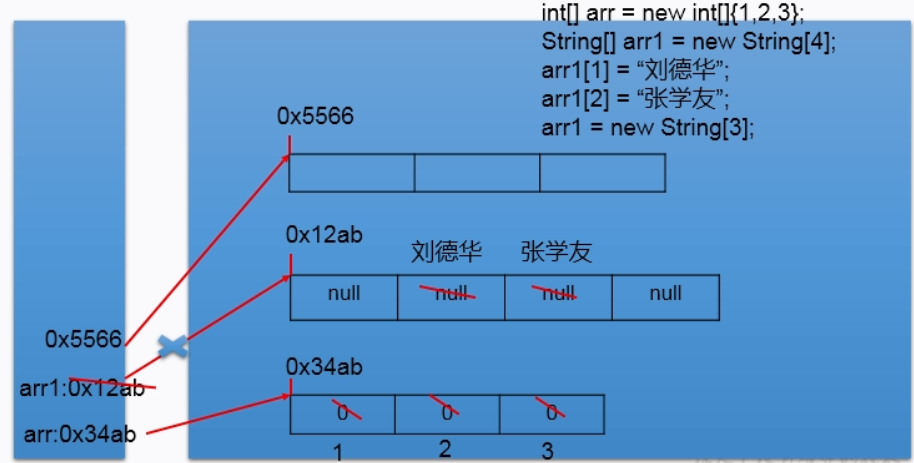 int[] arr = new int[]{1,2,3};
String[] arr1 = new String[4];
arr1[1] = “刘德华”;
arr1[2] = “张学友”;
arr1 = new String[3];
0x5566
0x12ab
刘德华 张学友
null null null null
0x5566
arr1:0x12ab
0x34ab
arr:0x34ab
0 0 0
1 2 3